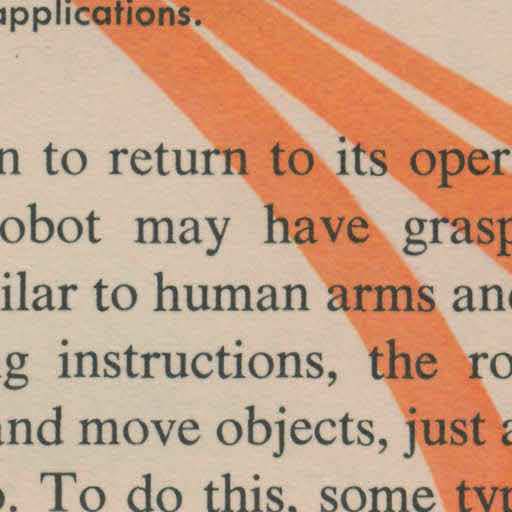 applications.
n to return to its oper
obot may have grasp
ilar to human arms and
g instructions, the ro
and move objects, just a
. To do this, some typ